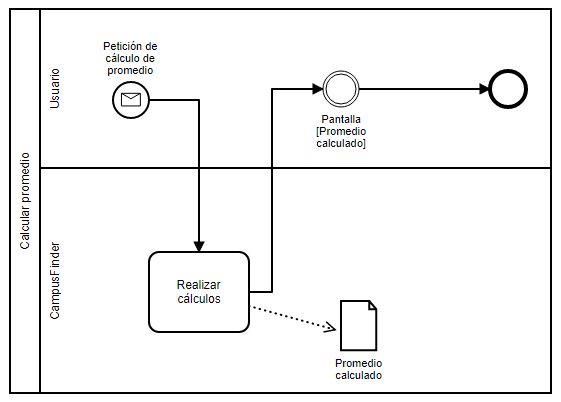 Calcular promedio
Usuario
Petición de
cálculo de
promedio
Pantalla
[Promedio
calculado]
CampusFinder
Realizar
cálculos
Promedio
calculado